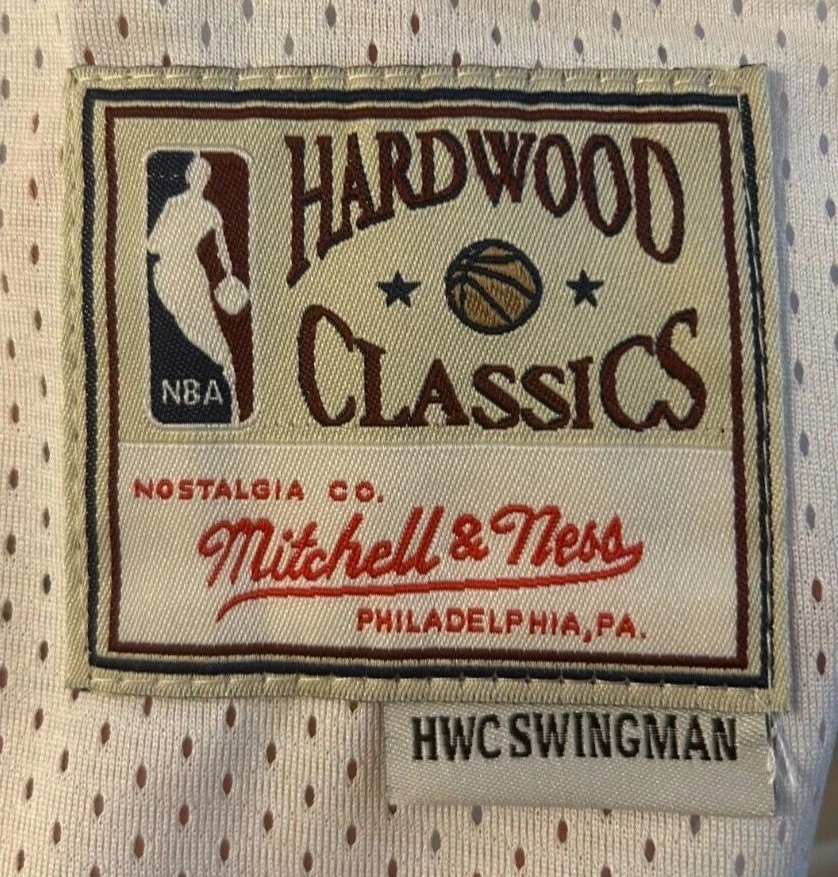 HARDWOOD
CLASSICS
NBA
NOSTALGIA CO.
Mitchell & Ness
PHILADELPHIA, PA.
HWC SWINGMAN